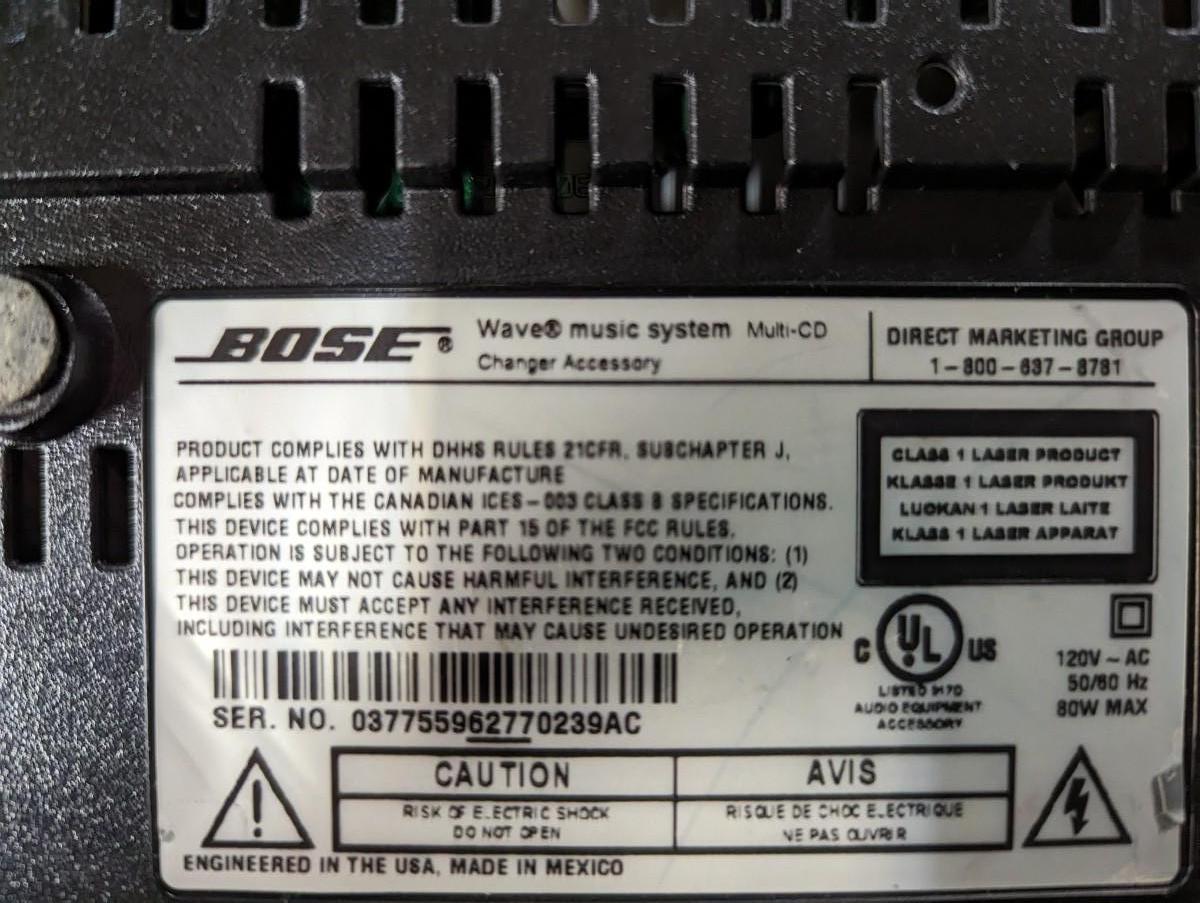 BOSE® Wave® music system Multi-CD
Changer Accessory
DIRECT MARKETING GROUP
1-800-637-8781
PRODUCT COMPLIES WITH DHHS RULES 21CFR, SUBCHAPTER J,
APPLICABLE AT DATE OF MANUFACTURE
COMPLIES WITH THE CANADIAN ICES-003 CLASS B SPECIFICATIONS.
THIS DEVICE COMPLIES WITH PART 15 OF THE FCC RULES.
OPERATION IS SUBJECT TO THE FOLLOWING TWO CONDITIONS: (1)
THIS DEVICE MAY NOT CAUSE HARMFUL INTERFERENCE, AND (2)
THIS DEVICE MUST ACCEPT ANY INTERFERENCE RECEIVED,
INCLUDING INTERFERENCE THAT MAY CAUSE UNDESIRED OPERATION
CLASS 1 LASER PRODUCT
KLASSE 1 LASER PRODUKT
LUOKAN 1 LASER LAITE
KLASS 1 LASER APPARAT
C UL US
LISTED 9170
AUDIO EQUIPMENT
ACCESSORY
120V ~ AC
50/60 Hz
80W MAX
SER. NO. 037755962770239AC
CAUTION
RISK OF ELECTRIC SHOCK
DO NOT OPEN
AVIS
RISQUE DE CHOC ELECTRIQUE
NE PAS OUVRIR
ENGINEERED IN THE USA, MADE IN MEXICO